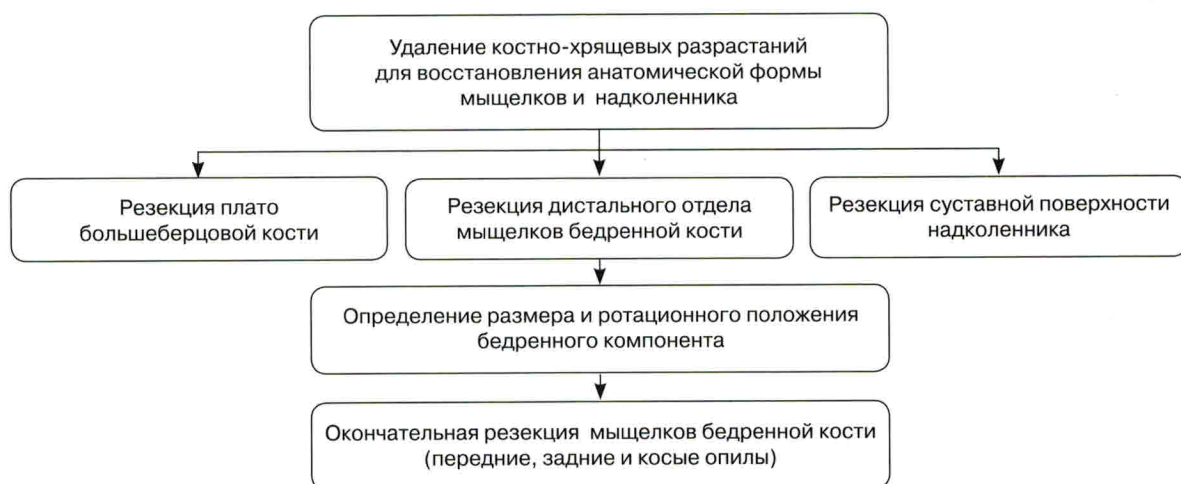 Удаление костно-хрящевых разрастаний
для восстановления анатомической формы
мыщелков и надколенника
Резекция плато
большеберцовой кости
Резекция дистального отдела
мыщелков бедренной кости
Резекция суставной поверхности
надколенника
Определение размера и ротационного положения
бедренного компонента
Окончательная резекция мыщелков бедренной кости
(передние, задние и косые опилы)